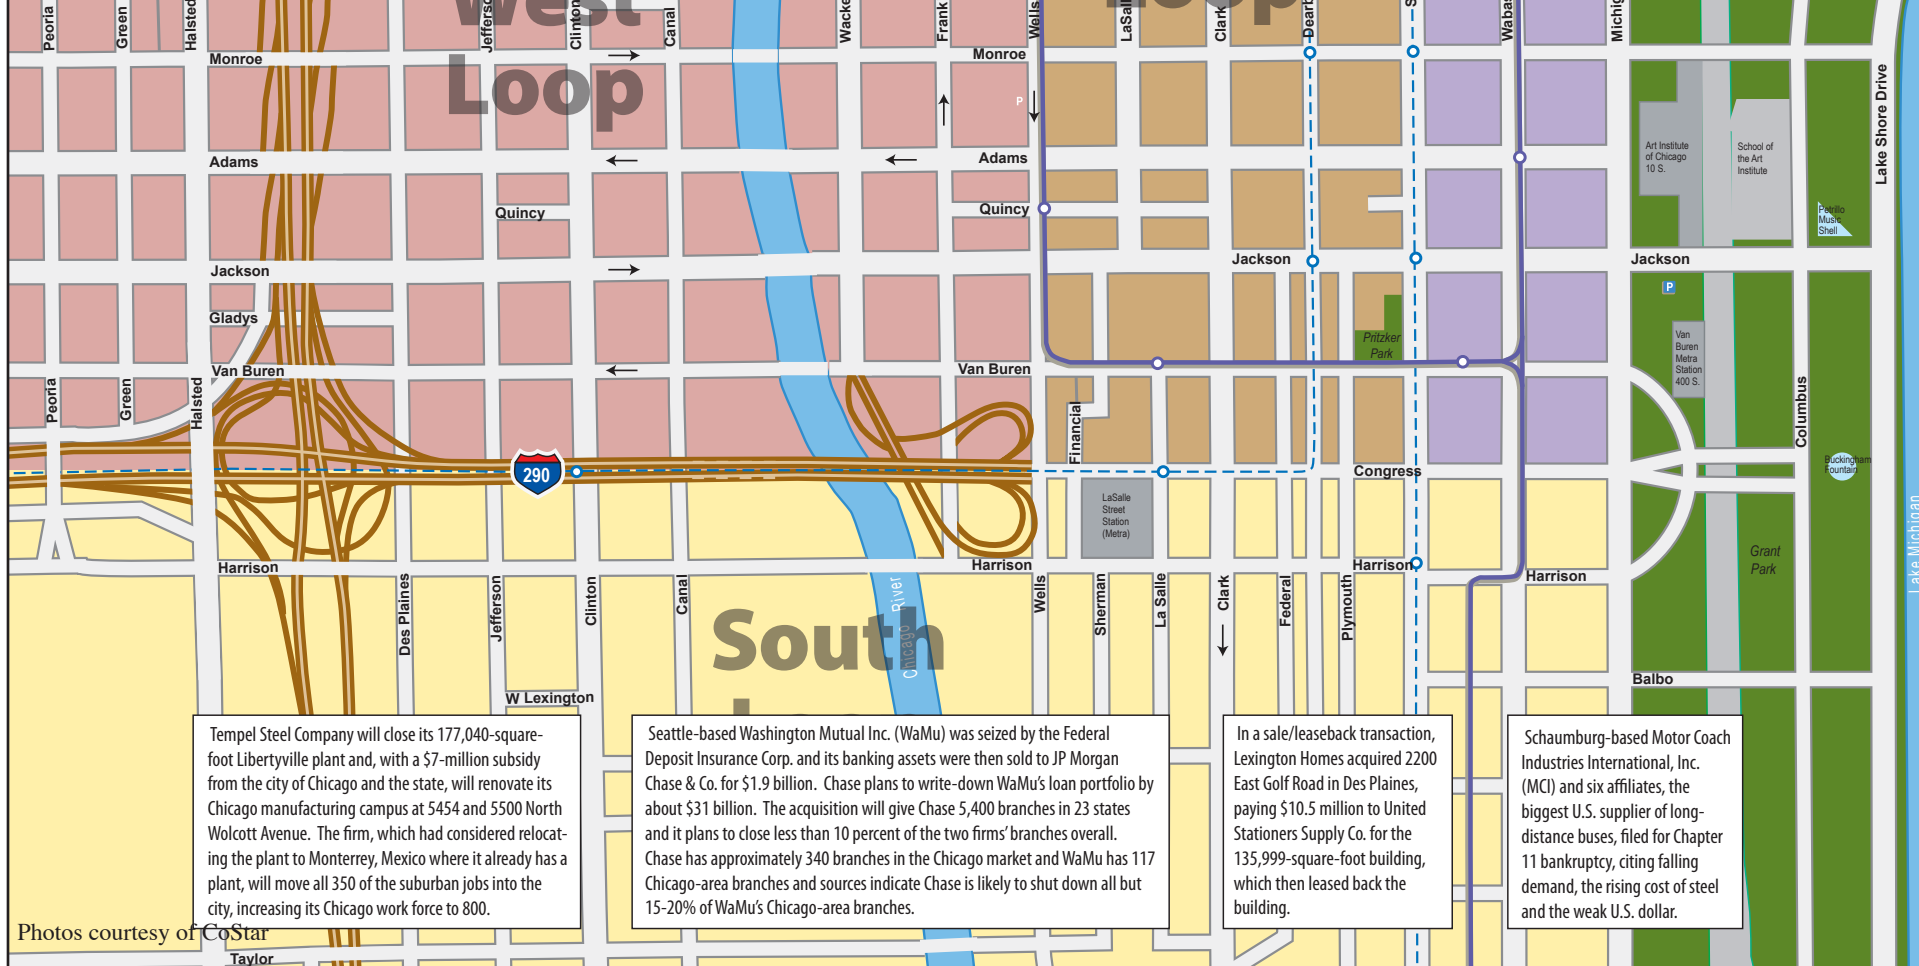 Peoria
Green
Halsted
West
Loop
Jeffers
Clinton
Canal
Wacke
Frank
Wells
LaSall
Loop
Clark
Dearb
S
Wabas
Michig
Monroe
Monroe
P
Lake Shore Drive
Adams
Adams
Art Institute
of Chicago
10 S.
School of
the Art
Institute
Quincy
Quincy
Petrillo
Music
Shell
Jackson
Jackson
Jackson
P
Gladys
Pritzker
Park
Van
Buren
Metra
Station
400 S.
Van Buren
Van Buren
Peoria
Green
Halsted
Financial
Columbus
290
Congress
Buckingham
Fountain
LaSalle
Street
Station
(Metra)
Lake Michigan
Grant
Park
Harrison
Harrison
Harrison
Harrison
Des Plaines
Jefferson
Clinton
Canal
Chicago River
Wells
Sherman
La Salle
Clark
Federal
Plymouth
South
W Lexington
Balbo
Tempel Steel Company will close its 177,040-square-
foot Libertyville plant and, with a $7-million subsidy
from the city of Chicago and the state, will renovate its
Chicago manufacturing campus at 5454 and 5500 North
Wolcott Avenue.  The firm, which had considered relocat-
ing the plant to Monterrey, Mexico where it already has a
plant, will move all 350 of the suburban jobs into the
city, increasing its Chicago work force to 800.
Seattle-based Washington Mutual Inc. (WaMu) was seized by the Federal
Deposit Insurance Corp. and its banking assets were then sold to JP Morgan
Chase & Co. for $1.9 billion.  Chase plans to write-down WaMu's loan portfolio by
about $31 billion.  The acquisition will give Chase 5,400 branches in 23 states
and it plans to close less than 10 percent of the two firms' branches overall.
Chase has approximately 340 branches in the Chicago market and WaMu has 117
Chicago-area branches and sources indicate Chase is likely to shut down all but
15-20% of WaMu's Chicago-area branches.
In a sale/leaseback transaction,
Lexington Homes acquired 2200
East Golf Road in Des Plaines,
paying $10.5 million to United
Stationers Supply Co. for the
135,999-square-foot building,
which then leased back the
building.
Schaumburg-based Motor Coach
Industries International, Inc.
(MCI) and six affiliates, the
biggest U.S. supplier of long-
distance buses, filed for Chapter
11 bankruptcy, citing falling
demand, the rising cost of steel
and the weak U.S. dollar.
Photos courtesy of CoStar
Taylor